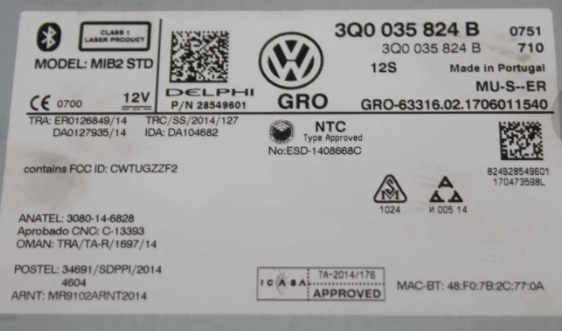 CLASS 1
LASER PRODUCT
MODEL: MIB2 STD
CE 0700
12V
DELPHI
P/N 28549601
GRO
3Q0 035 824 B 0751
3Q0 035 824 B 710
12S Made in Portugal
MU-S--ER
GRO-63316.02.1706011540
TRA: ER0126849/14 TRC/SS/2014/127
DA0127935/14 IDA: DA104682
NTC
Type Approved
No:ESD-1408668C
824B28549601
170473598L
contains FCC ID: CWTUGZZF2
1024
И 005 14
ANATEL: 3080-14-6828
Aprobado CNC: C-13393
OMAN: TRA/TA-R/1697/14
POSTEL: 34691/SDPPI/2014
4604
ARNT: MR9102ARNT2014
ICASA
TA-2014/176
APPROVED
MAC-BT: 48:F0:7B:2C:77:0A